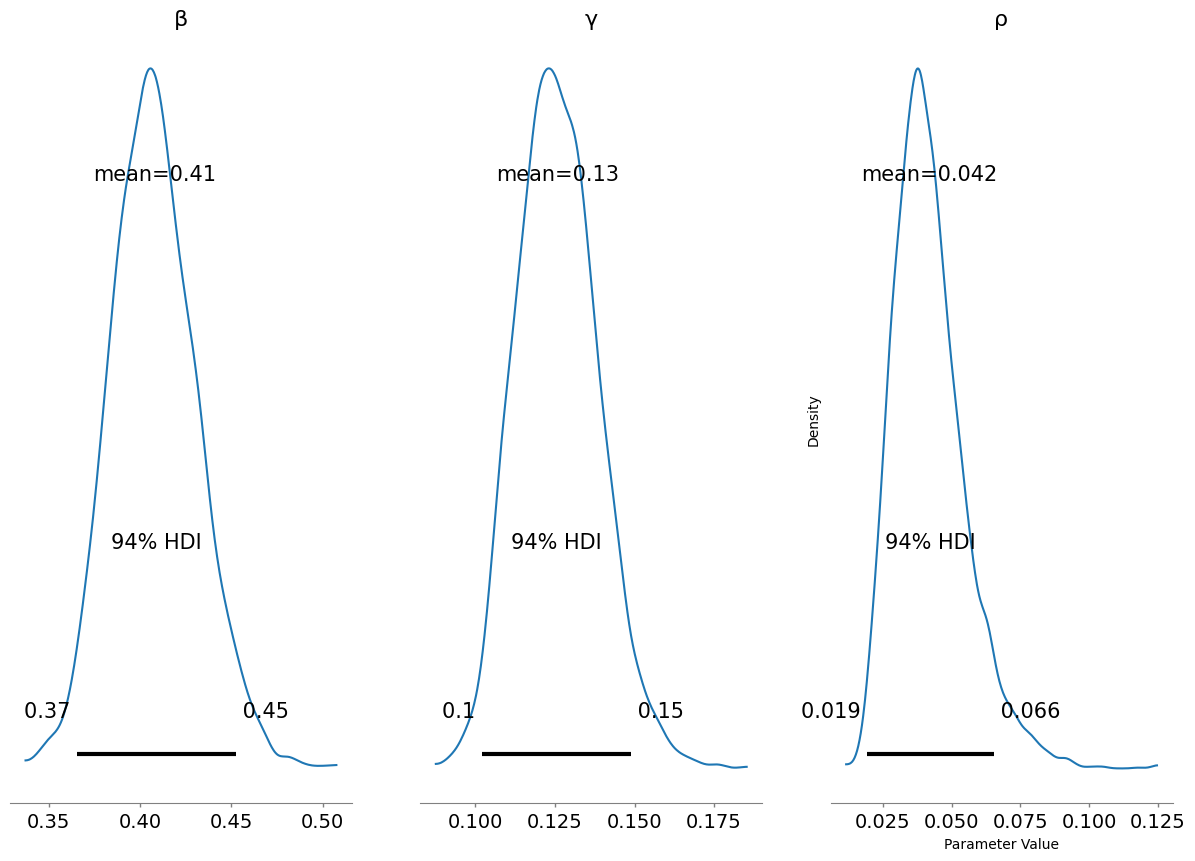 β
mean=0.41
94% HDI
0.37 0.45
0.35 0.40 0.45 0.50
γ
mean=0.13
94% HDI
0.1 0.15
0.100 0.125 0.150 0.175
ρ
mean=0.042
Density
94% HDI
0.019 0.066
0.025 0.050 0.075 0.100 0.125
Parameter Value